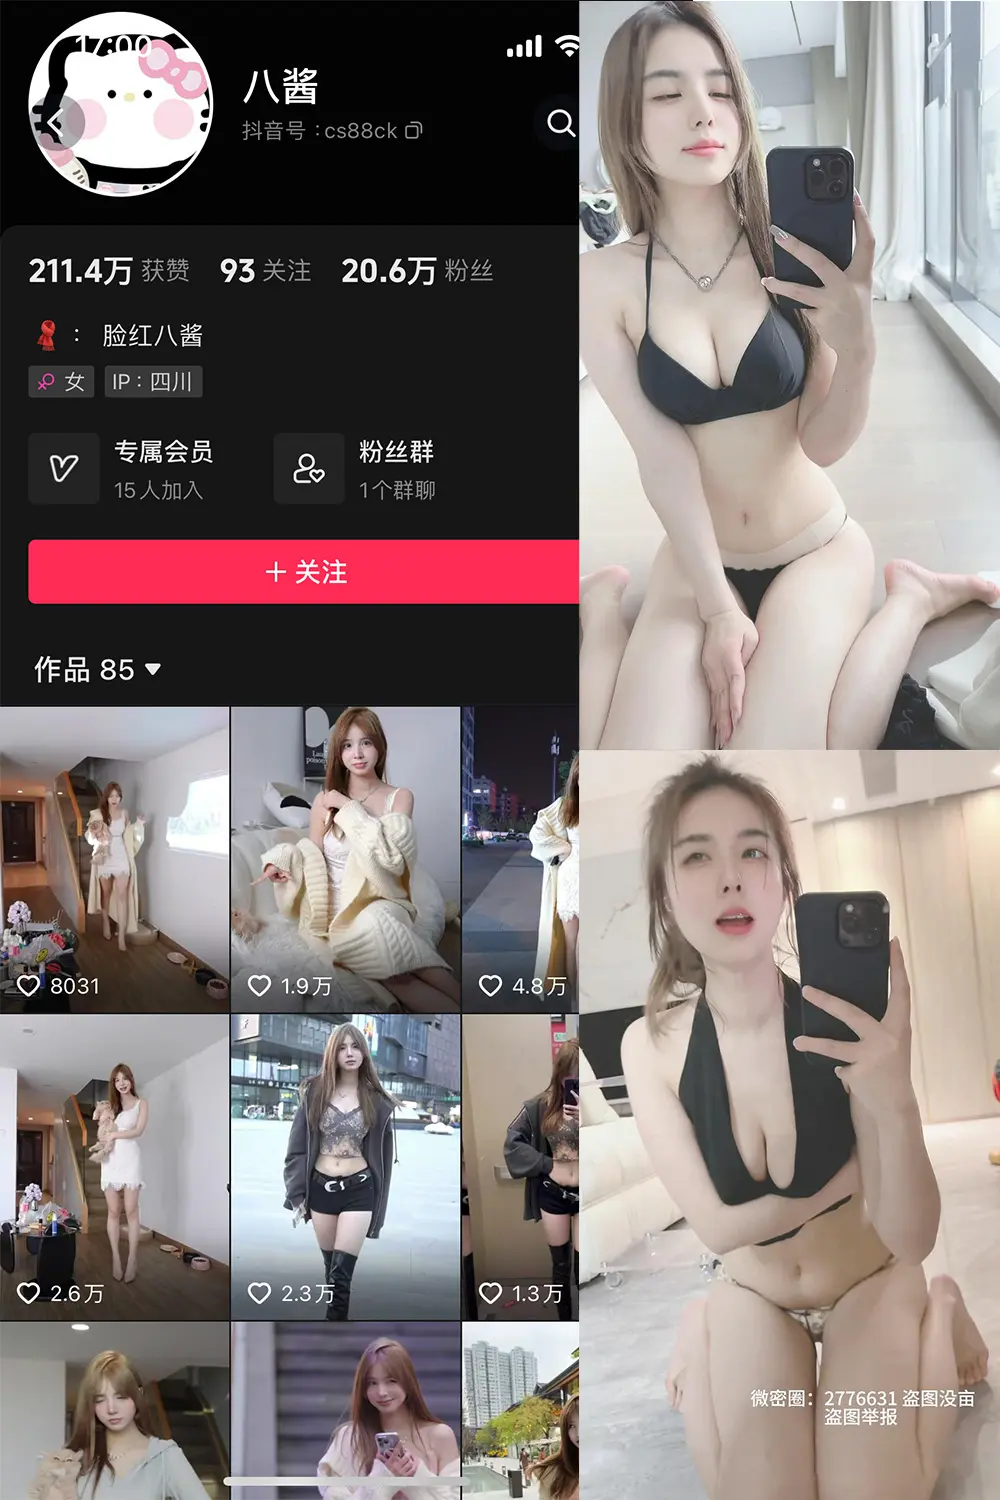 17:00
八酱
抖音号：cs88ck
211.4万 获赞 93 关注 20.6万 粉丝
： 脸红八酱
女 IP：四川
专属会员
15人加入
粉丝群
1个群聊
＋ 关注
作品 85
8031
1.9万
4.8万
2.6万
2.3万
1.3万
微密圈：2776631 盗图没亩
盗图举报